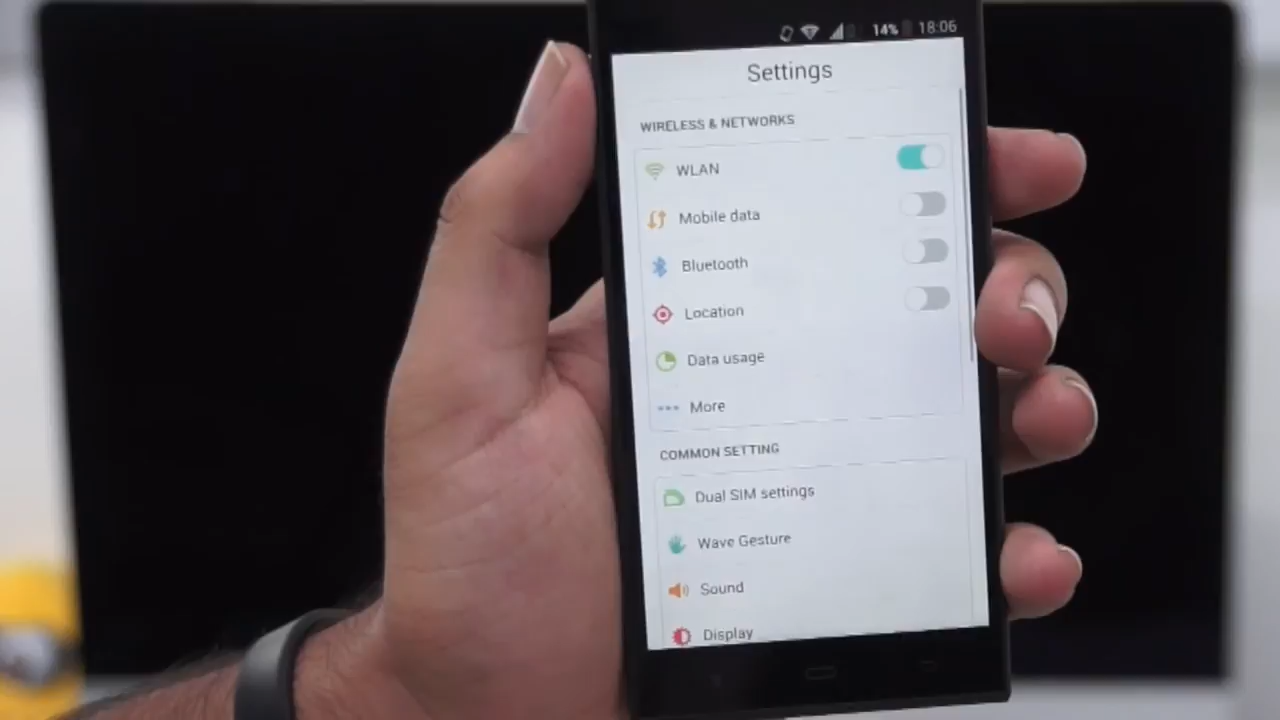 14% 18:06
Settings
WIRELESS & NETWORKS
WLAN
Mobile data
Bluetooth
Location
Data usage
More
COMMON SETTING
Dual SIM settings
Wave Gesture
Sound
Display